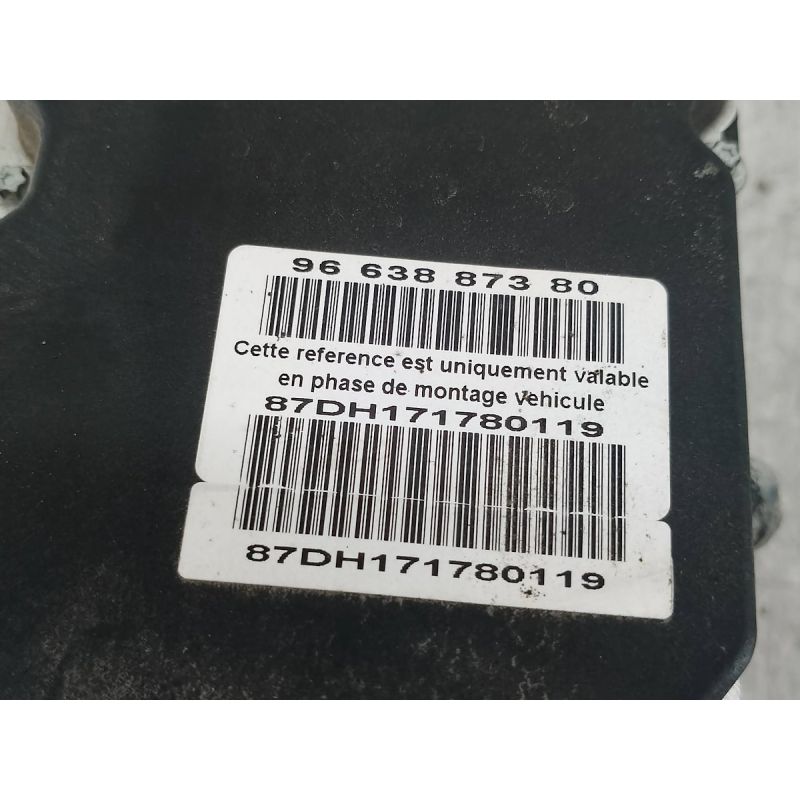 96 638 873 80
Cette reference est uniquement valable
en phase de montage vehicule
87DH171780119
87DH171780119